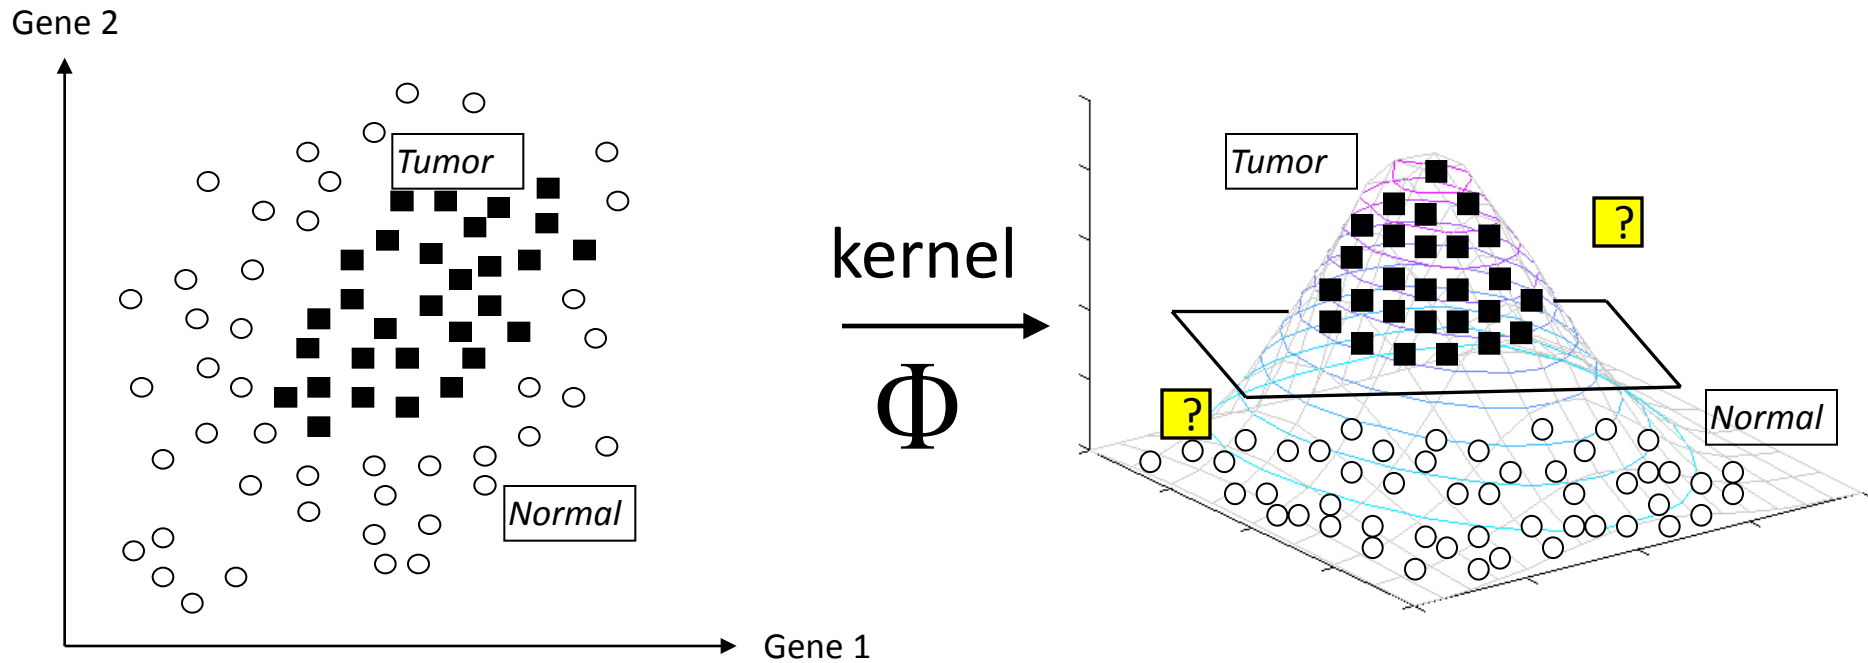 Gene 2
Tumor
Normal
Gene 1
kernel
Φ
Tumor
?
?
Normal